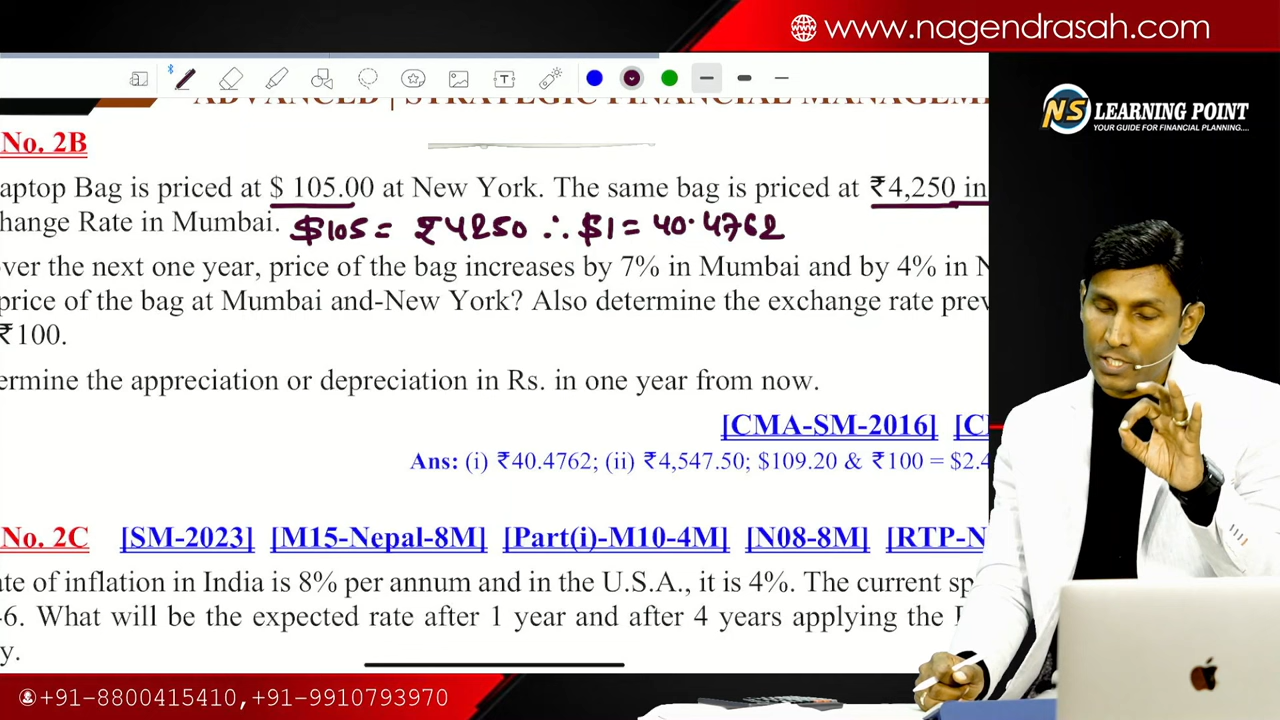 www.nagendrasah.com
ADVANCED | STRATEGIC FINANCIAL MANAGEME
NS LEARNING POINT
YOUR GUIDE FOR FINANCIAL PLANNING....
No. 2B
aptop Bag is priced at $ 105.00 at New York. The same bag is priced at ₹4,250 in
hange Rate in Mumbai. $105 = ₹4250 ∴ $1 = 40.4762
over the next one year, price of the bag increases by 7% in Mumbai and by 4% in N
price of the bag at Mumbai and-New York? Also determine the exchange rate prev
₹100.
ermine the appreciation or depreciation in Rs. in one year from now.
[CMA-SM-2016] [C
Ans: (i) ₹40.4762; (ii) ₹4,547.50; $109.20 & ₹100 = $2.4
No. 2C [SM-2023] [M15-Nepal-8M] [Part(i)-M10-4M] [N08-8M] [RTP-N
ate of inflation in India is 8% per annum and in the U.S.A., it is 4%. The current sp
-6. What will be the expected rate after 1 year and after 4 years applying the
y.
+91-8800415410,+91-9910793970